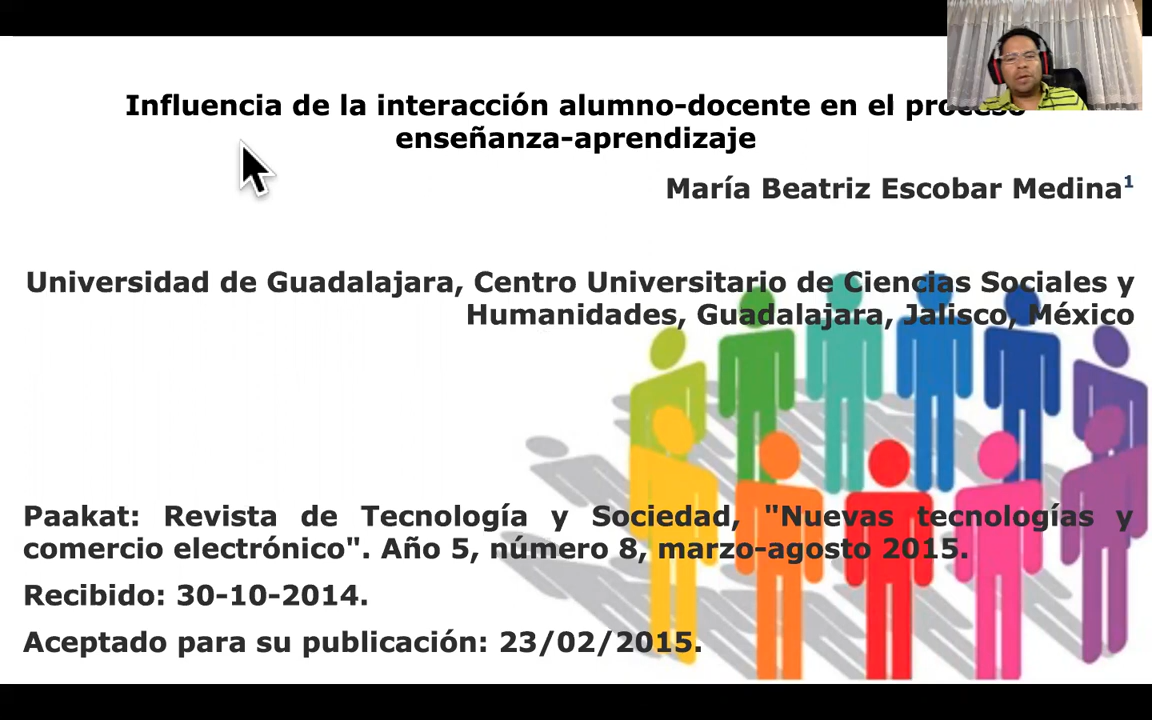 Influencia de la interacción alumno-docente en el proceso
enseñanza-aprendizaje
María Beatriz Escobar Medina1
Universidad de Guadalajara, Centro Universitario de Ciencias Sociales y
Humanidades, Guadalajara, Jalisco, México
Paakat: Revista de Tecnología y Sociedad, "Nuevas tecnologías y
comercio electrónico". Año 5, número 8, marzo-agosto 2015.
Recibido: 30-10-2014.
Aceptado para su publicación: 23/02/2015.